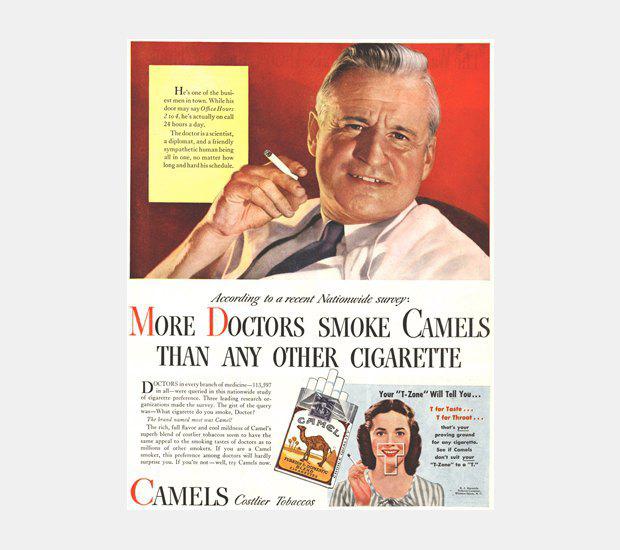 He's one of the busi-
est men in town. While his
door may say Office Hours
2 to 4, he's actually on call
24 hours a day.
The doctor is a scientist,
a diplomat, and a friendly
sympathetic human being
all in one, no matter how
long and hard his schedule.
According to a recent Nationwide survey:
MORE DOCTORS SMOKE CAMELS
THAN ANY OTHER CIGARETTE
DOCTORS in every branch of medicine—113,597
in all—were queried in this nationwide study
of cigarette preference. Three leading research or-
ganizations made the survey. The gist of the query
was—What cigarette do you smoke, Doctor?
The brand named most was Camel!
The rich, full flavor and cool mildness of Camel's
superb blend of costlier tobaccos seem to have the
same appeal to the smoking tastes of doctors as to
millions of other smokers. If you are a Camel
smoker, this preference among doctors will hardly
surprise you. If you're not—well, try Camels now.
CAMEL
TURKISH & DOMESTIC
BLEND
CIGARETTES
Your "T-Zone" Will Tell You...
T for Taste...
T for Throat...
that's your
proving ground
for any cigarette.
See if Camels
don't suit your
"T-Zone" to a "T."
R. J. Reynolds
Tobacco Company
Winston-Salem, N. C.
CAMELS Costlier Tobaccos